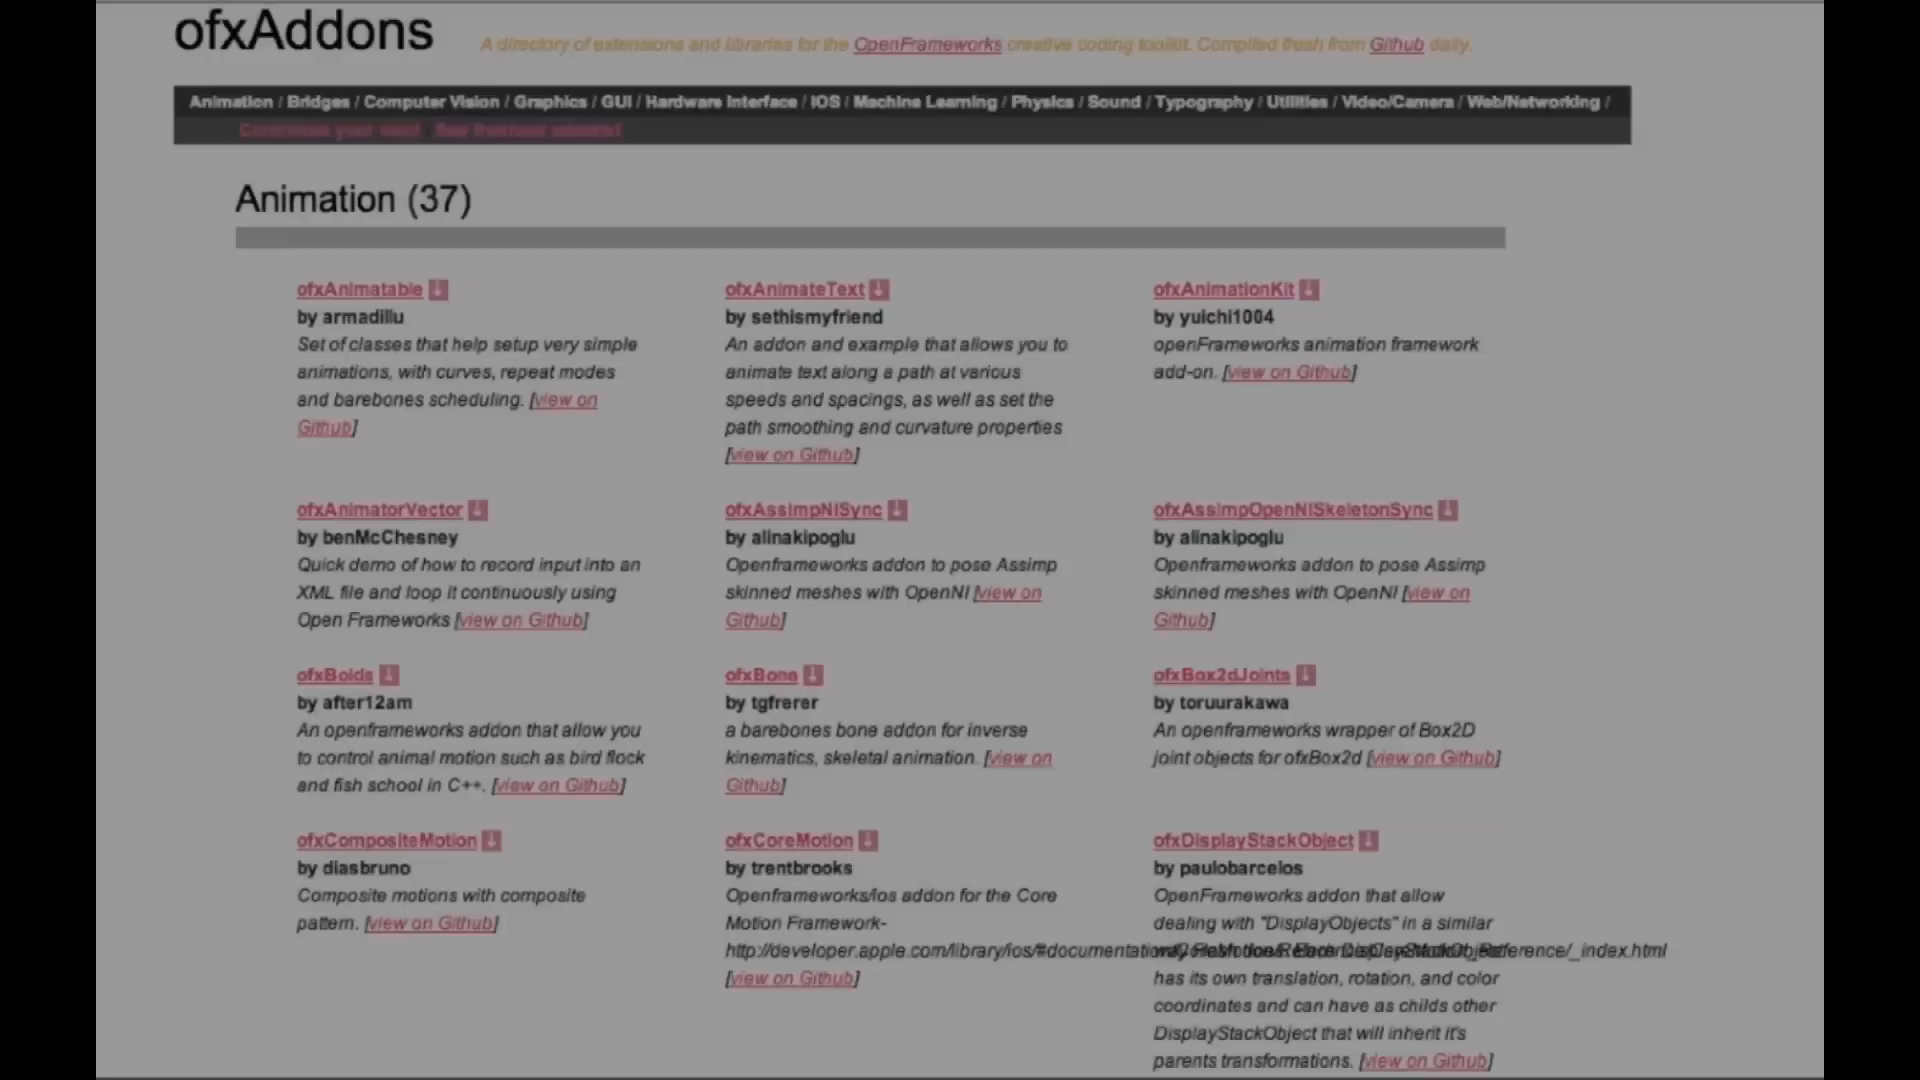 ofxAddons
A directory of extensions and libraries for the OpenFrameworks creative coding toolkit. Compiled fresh from Github daily.
Animation / Bridges / Computer Vision / Graphics / GUI / Hardware Interface / iOS / Machine Learning / Physics / Sound / Typography / Utilities / Video/Camera / Web/Networking /
Animation (37)
ofxAnimatable
by armadillu
Set of classes that help setup very simple
animations, with curves, repeat modes
and barebones scheduling. [view on
Github]
ofxAnimateText
by sethismyfriend
An addon and example that allows you to
animate text along a path at various
speeds and spacings, as well as set the
path smoothing and curvature properties
[view on Github]
ofxAnimationKit
by yuichi1004
openFrameworks animation framework
add-on. [view on Github]
ofxAnimatorVector
by benMcChesney
Quick demo of how to record input into an
XML file and loop it continuously using
Open Frameworks [view on Github]
ofxAssimpNISync
by alinakipoglu
Openframeworks addon to pose Assimp
skinned meshes with OpenNI [view on
Github]
ofxAssimpOpenNISkeletonSync
by alinakipoglu
Openframeworks addon to pose Assimp
skinned meshes with OpenNI [view on
Github]
ofxBoids
by after12am
An openframeworks addon that allow you
to control animal motion such as bird flock
and fish school in C++. [view on Github]
ofxBone
by tgfrerer
a barebones bone addon for inverse
kinematics, skeletal animation. [view on
Github]
ofxBox2dJoints
by toruurakawa
An openframeworks wrapper of Box2D
joint objects for ofxBox2d [view on Github]
ofxCompositeMotion
by diasbruno
Composite motions with composite
pattern. [view on Github]
ofxCoreMotion
by trentbrooks
Openframeworks/ios addon for the Core
Motion Framework-
http://developer.apple.com/library/ios/#documentation
[view on Github]
ofxDisplayStackObject
by paulobarcelos
OpenFrameworks addon that allow
dealing with "DisplayObjects" in a similar
has its own translation, rotation, and color
coordinates and can have as childs other
DisplayStackObject that will inherit it's
parents transformations. [view on Github]